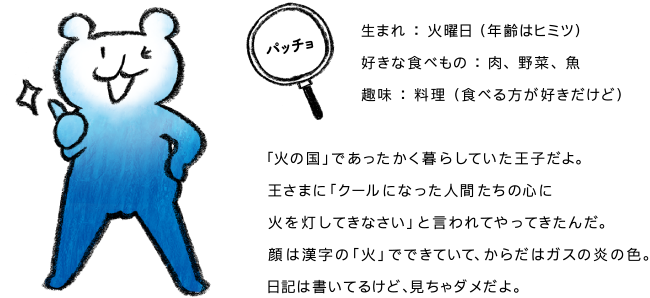 パッチョ
生まれ：火曜日（年齢はヒミツ）
好きな食べもの：肉、野菜、魚
趣味：料理（食べる方が好きだけど）
「火の国」であったかく暮らしていた王子だよ。
王さまに「クールになった人間たちの心に
火を灯してきなさい」と言われてやってきたんだ。
顔は漢字の「火」でできていて、からだはガスの炎の色。
日記は書いてるけど、見ちゃダメだよ。